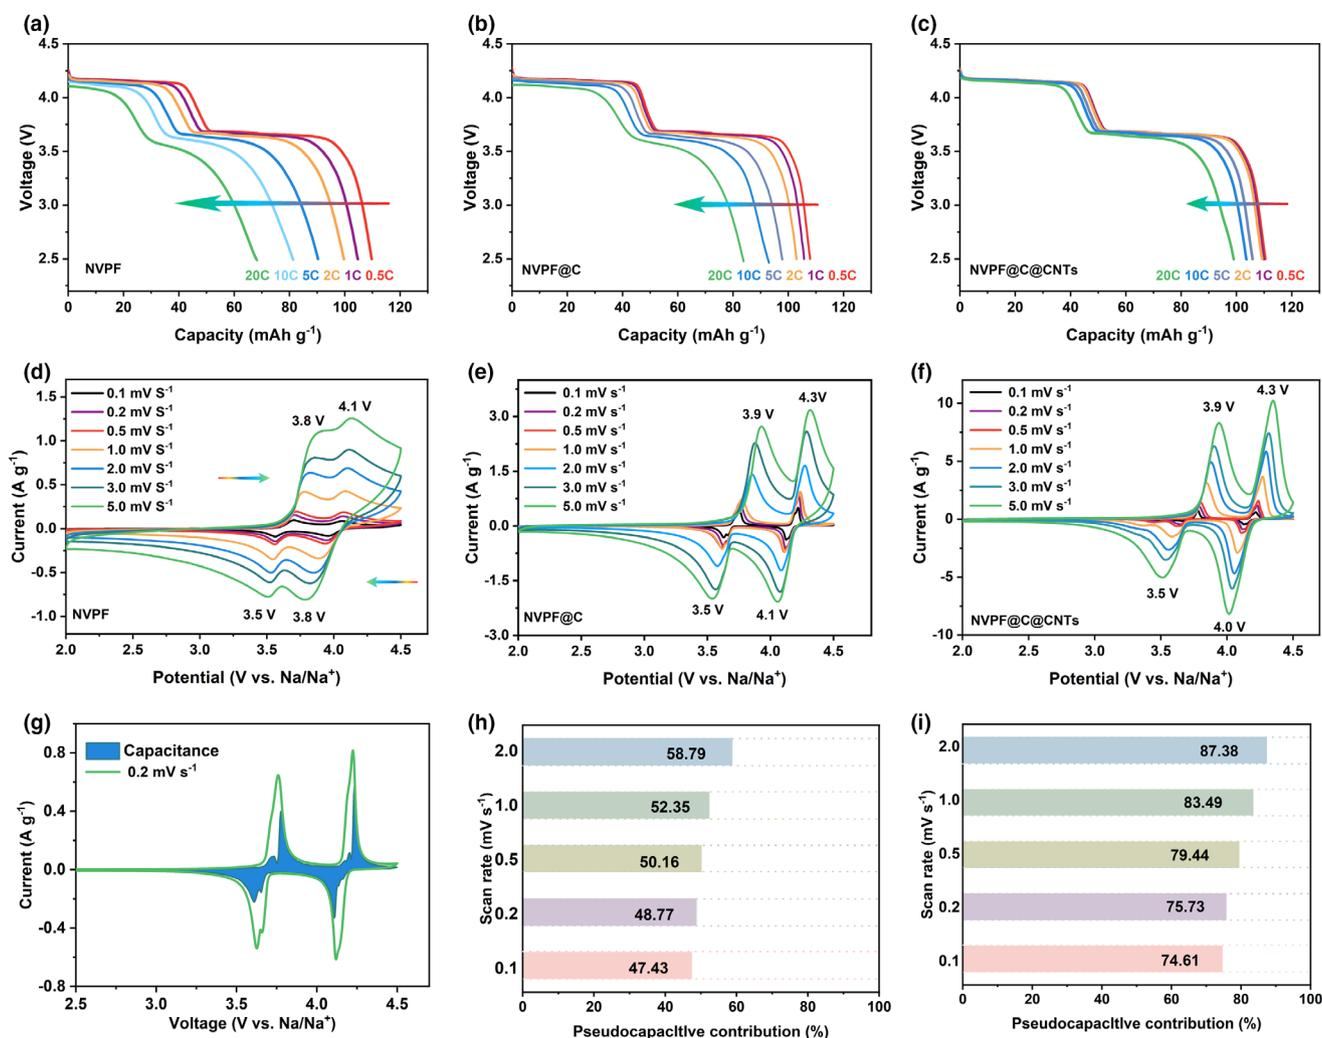 (a)
4.5
4.0
3.5
3.0
2.5
Voltage (V)
NVPF
20C 10C 5C 2C 1C 0.5C
0 20 40 60 80 100 120
Capacity (mAh g⁻¹)
(b)
4.5
4.0
3.5
3.0
2.5
Voltage (V)
NVPF@C
20C 10C 5C 2C 1C 0.5C
0 20 40 60 80 100 120
Capacity (mAh g⁻¹)
(c)
4.5
4.0
3.5
3.0
2.5
Voltage (V)
NVPF@C@CNTs
20C 10C 5C 2C 1C 0.5C
0 20 40 60 80 100 120
Capacity (mAh g⁻¹)
(d)
1.5
1.0
0.5
0.0
-0.5
-1.0
Current (A g⁻¹)
0.1 mV S⁻¹
0.2 mV S⁻¹
0.5 mV S⁻¹
1.0 mV S⁻¹
2.0 mV S⁻¹
3.0 mV S⁻¹
5.0 mV S⁻¹
3.8 V
4.1 V
3.5 V
3.8 V
NVPF
2.0 2.5 3.0 3.5 4.0 4.5
Potential (V vs. Na/Na⁺)
(e)
3.0
1.5
0.0
-1.5
-3.0
Current (A g⁻¹)
0.1 mV s⁻¹
0.2 mV s⁻¹
0.5 mV s⁻¹
1.0 mV s⁻¹
2.0 mV s⁻¹
3.0 mV s⁻¹
5.0 mV s⁻¹
3.9 V
4.3V
3.5 V
4.1 V
NVPF@C
2.0 2.5 3.0 3.5 4.0 4.5
Potential (V vs. Na/Na⁺)
(f)
10
5
0
-5
-10
Current (A g⁻¹)
0.1 mV s⁻¹
0.2 mV s⁻¹
0.5 mV s⁻¹
1.0 mV s⁻¹
2.0 mV s⁻¹
3.0 mV s⁻¹
5.0 mV s⁻¹
3.9 V
4.3 V
3.5 V
4.0 V
NVPF@C@CNTs
2.0 2.5 3.0 3.5 4.0 4.5
Potential (V vs. Na/Na⁺)
(g)
0.8
0.4
0.0
-0.4
-0.8
Current (A g⁻¹)
Capacitance
0.2 mV s⁻¹
2.5 3.0 3.5 4.0 4.5
Voltage (V vs. Na/Na⁺)
(h)
Scan rate (mV s⁻¹)
2.0 58.79
1.0 52.35
0.5 50.16
0.2 48.77
0.1 47.43
0 20 40 60 80 100
Pseudocapacltlve contribution (%)
(i)
Scan rate (mV s⁻¹)
2.0 87.38
1.0 83.49
0.5 79.44
0.2 75.73
0.1 74.61
0 20 40 60 80 100
Pseudocapacltlve contribution (%)